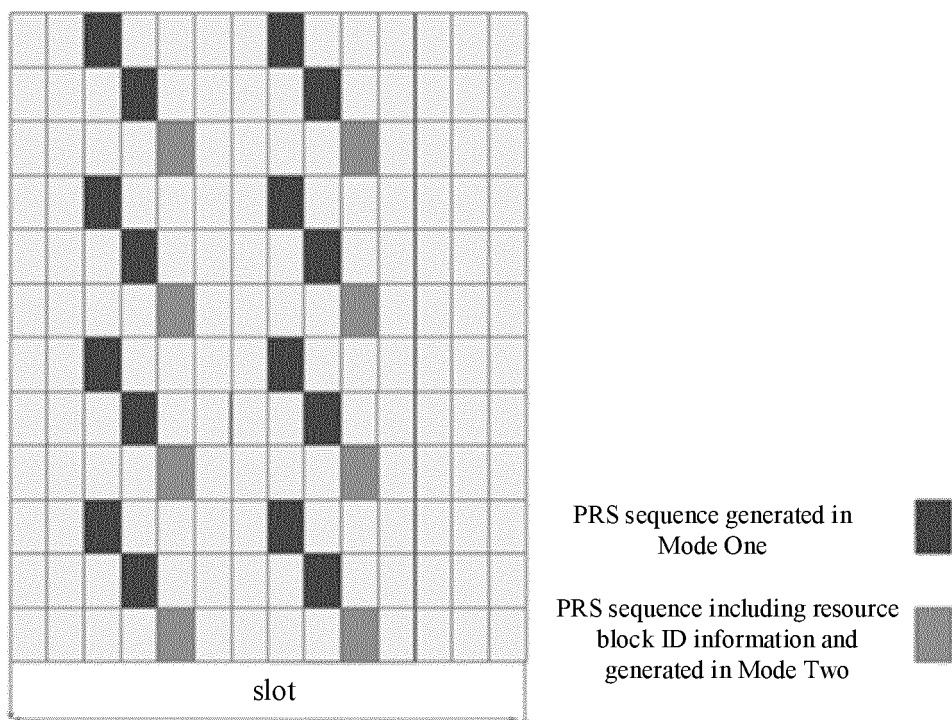 PRS sequence generated in
Mode One
PRS sequence including resource
block ID information and
generated in Mode Two
slot